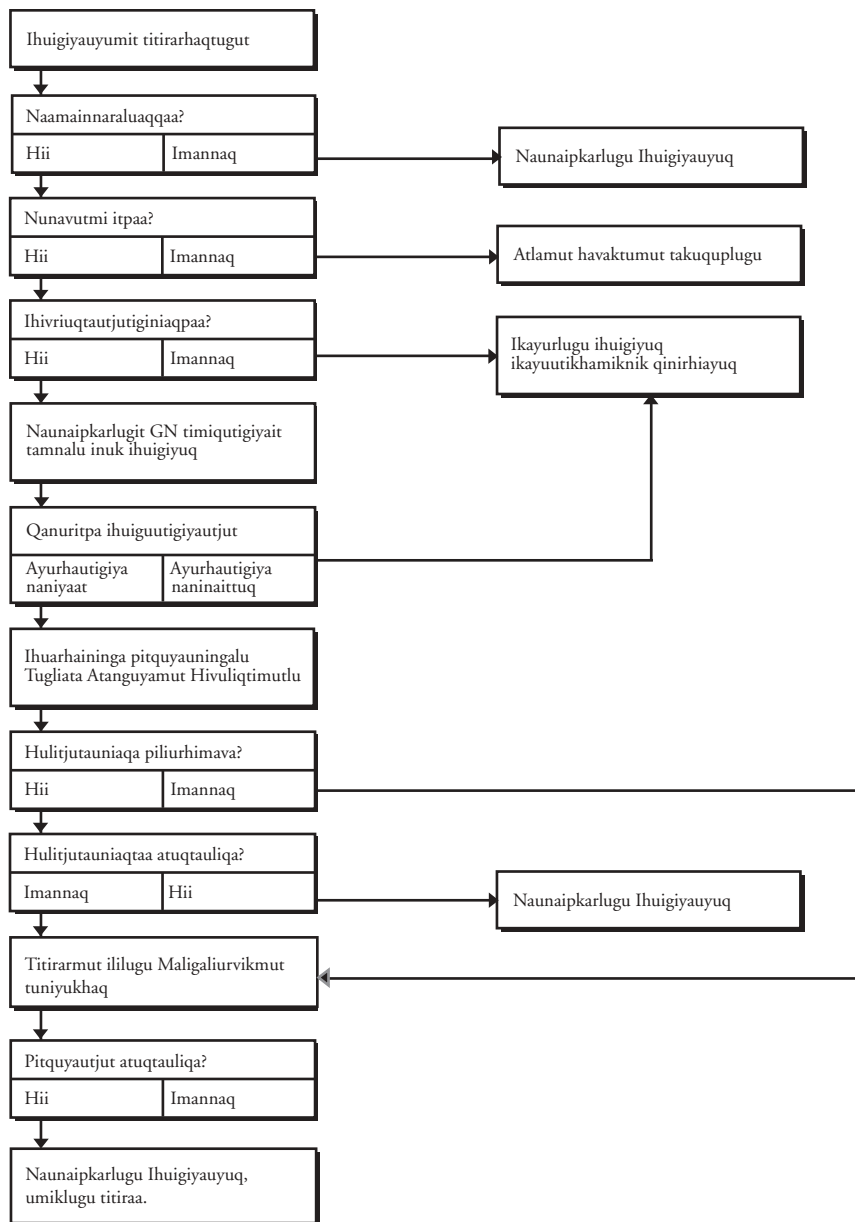 Ihuigiyauyumit titirarhaqtugut
Naamainnaraluaqqaa?
Hii
Imannaq
Naunaipkarlugu Ihuigiyauyuq
Nunavutmi itpaa?
Hii
Imannaq
Atlamut havaktumut takuquplugu
Ihivriuqtautjutiginiaqpaa?
Hii
Imannaq
Ikayurlugu ihuigiyuq
ikayuutikhamiknik qinirhiayuq
Naunaipkarlugit GN timiqutigiyait
tamnalu inuk ihuigiyuq
Qanuritpa ihuiguutigiyautjut
Ayurhautigiya
naniyaat
Ayurhautigiya
naninaittuq
Ihuarhaininga pitquyauningalu
Tugliata Atanguyamut Hivuliqtimutlu
Hulitjutauniaqa piliurhimava?
Hii
Imannaq
Hulitjutauniaqtaa atuqtauliqa?
Imannaq
Hii
Naunaipkarlugu Ihuigiyauyuq
Titirarmut ililugu Maligaliurvikmut
tuniyukhaq
Pitquyautjut atuqtauliqa?
Hii
Imannaq
Naunaipkarlugu Ihuigiyauyuq,
umiklugu titiraa.